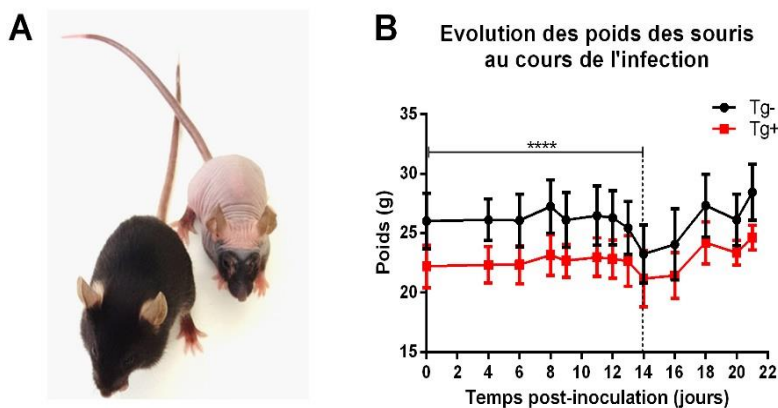 A
B
Evolution des poids des souris
au cours de l'infection
Tg-
Tg+
****
Poids (g)
35
30
25
20
15
0 2 4 6 8 10 12 14 16 18 20 22
Temps post-inoculation (jours)